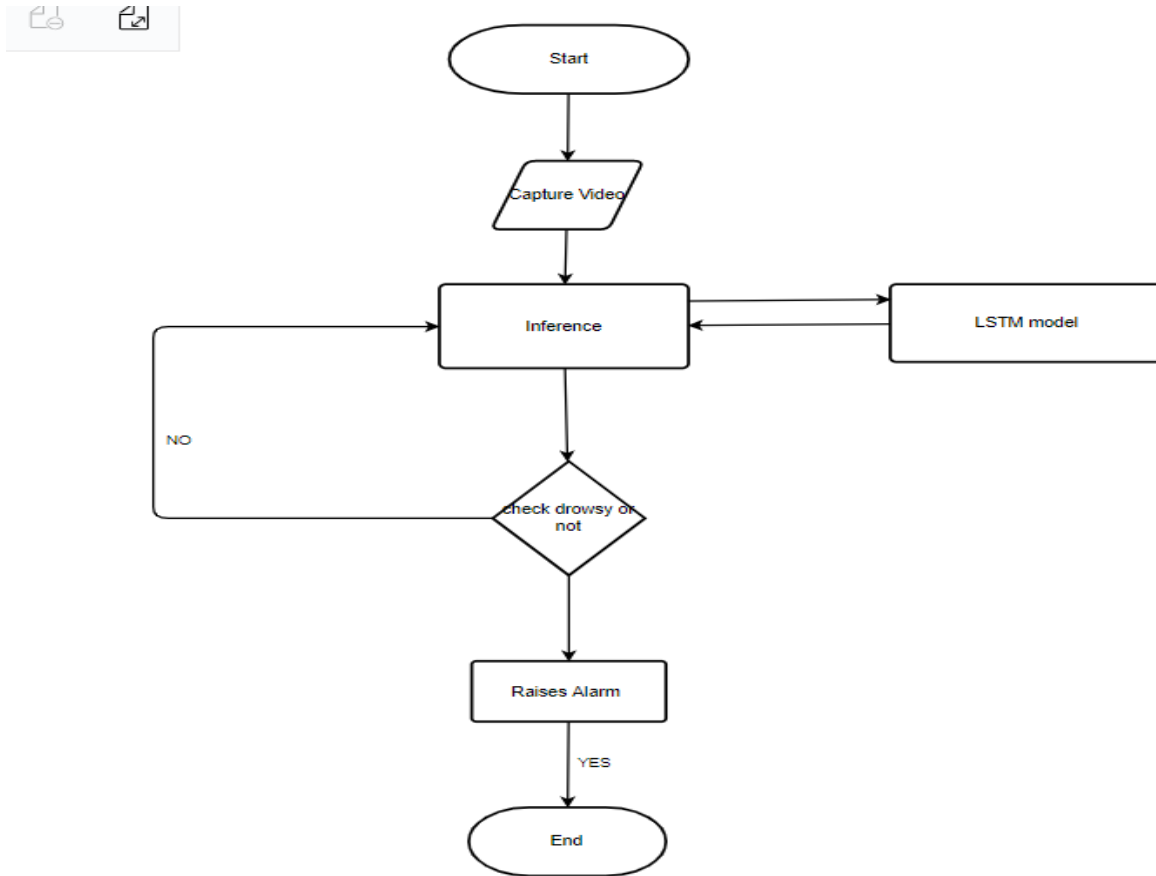 Start
Capture Video
Inference
LSTM model
NO
check drowsy or
not
Raises Alarm
YES
End